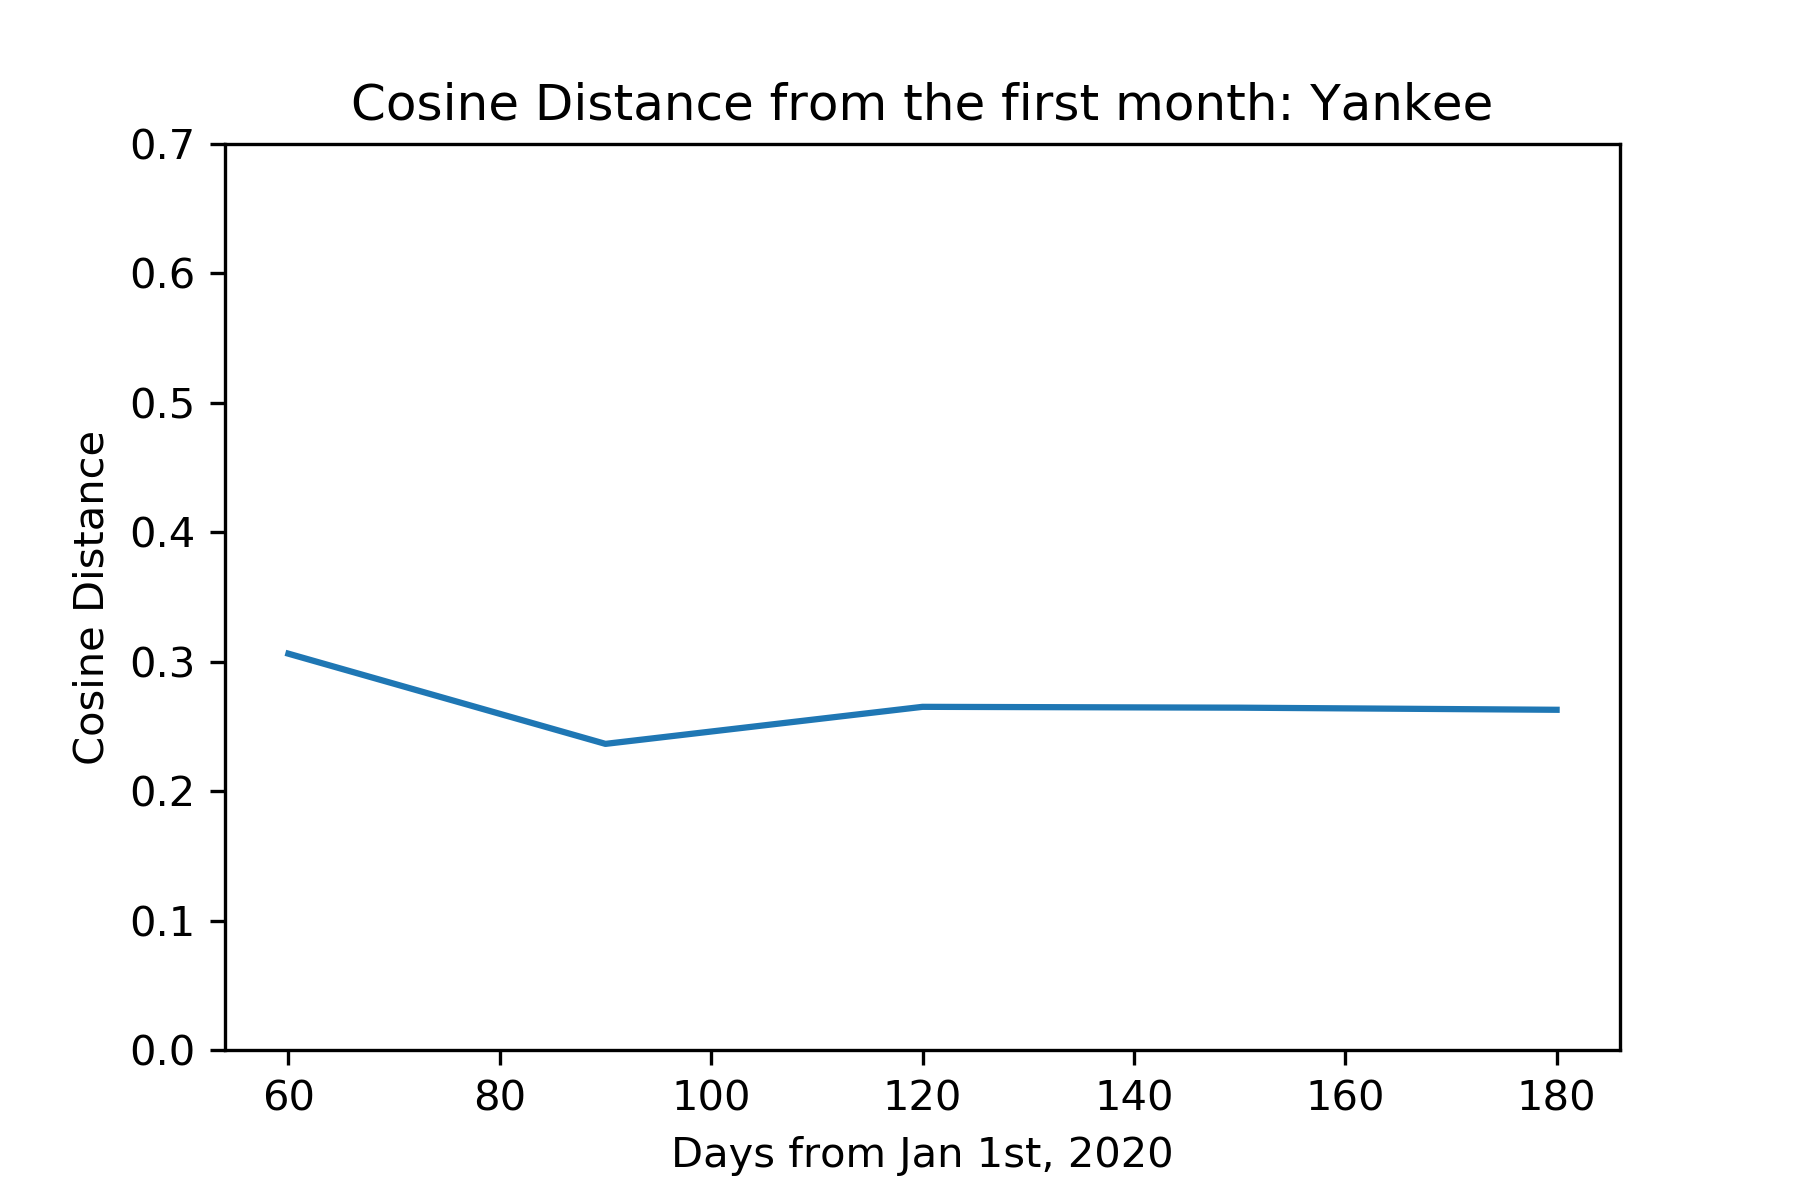 Cosine Distance from the first month: Yankee
0.7
0.6
0.5
0.4
0.3
0.2
0.1
0.0
Cosine Distance
60 80 100 120 140 160 180
Days from Jan 1st, 2020